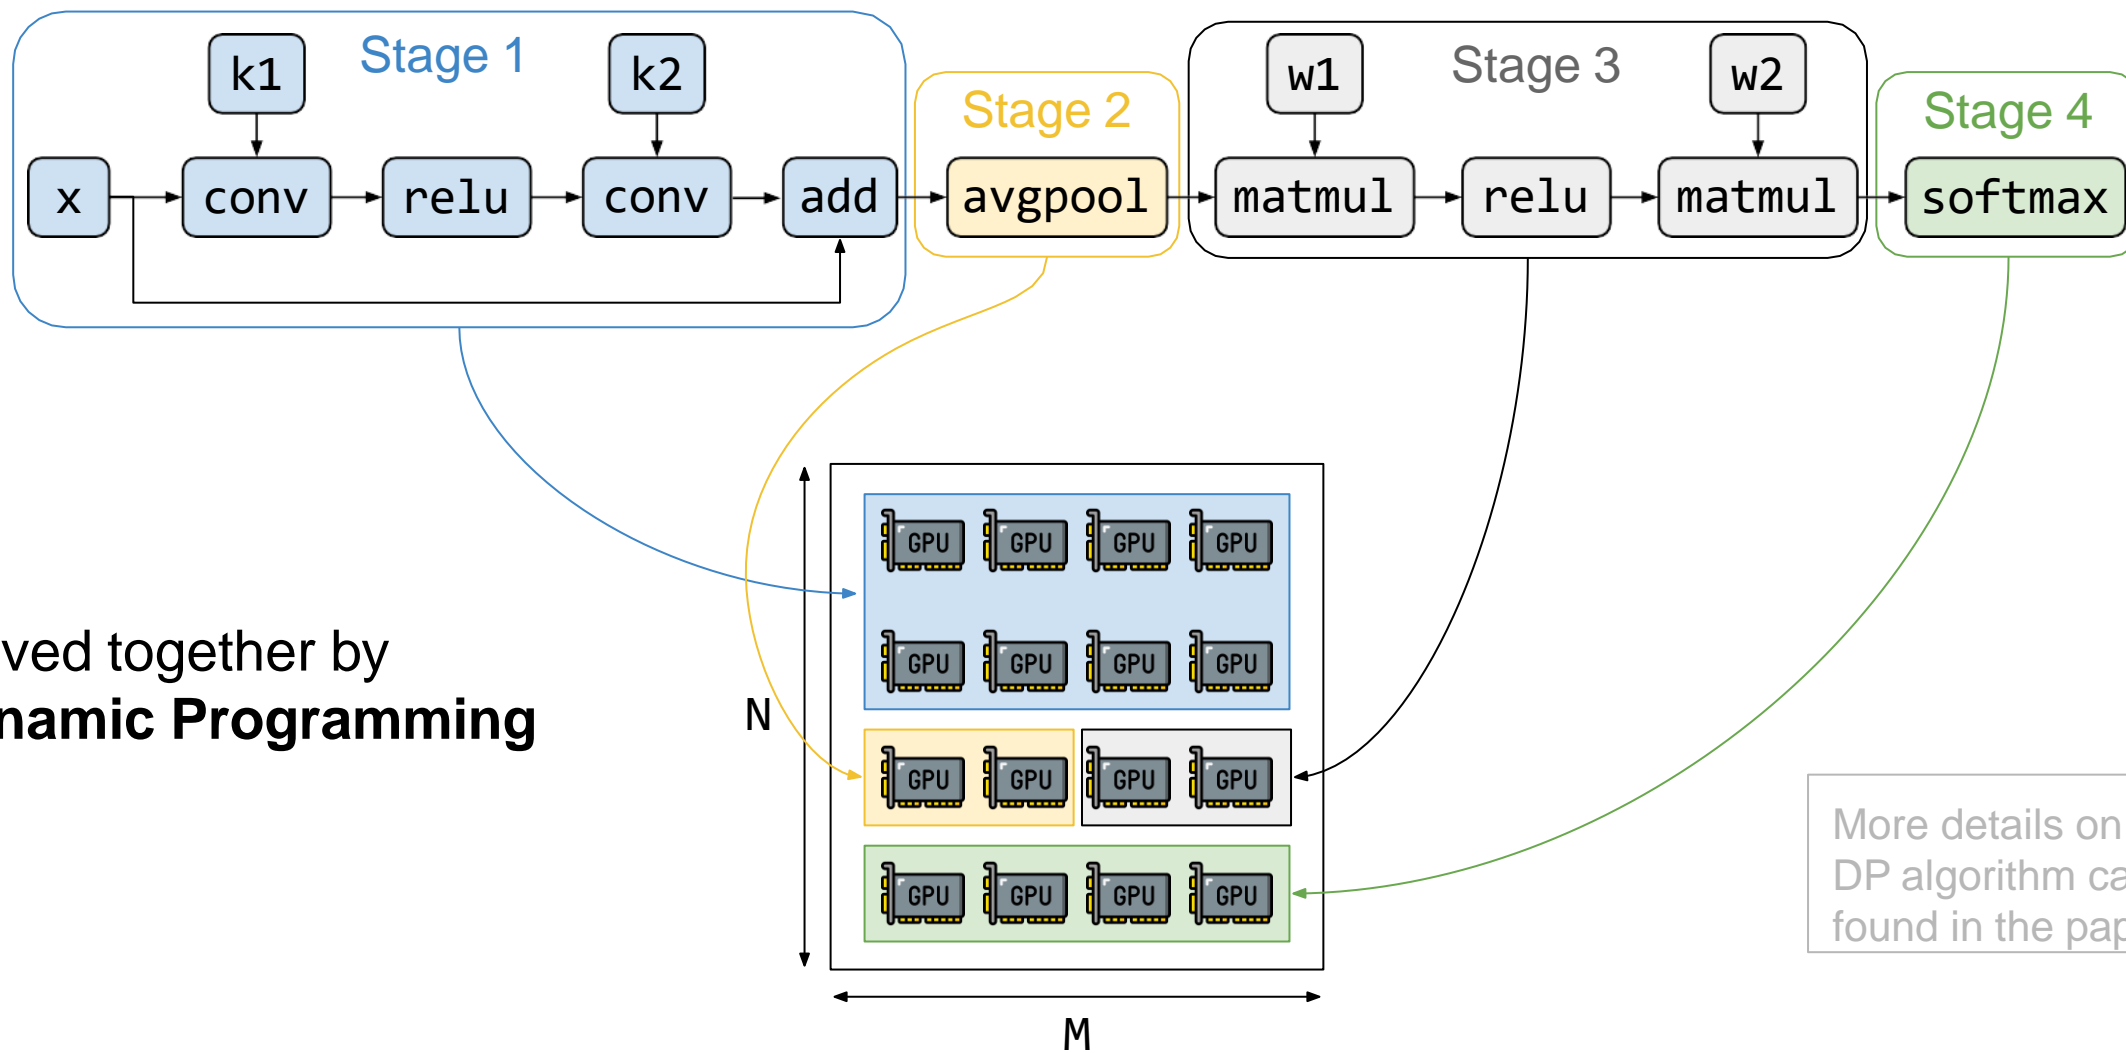 Stage 1
k1
k2
x
conv
relu
conv
add
Stage 2
avgpool
Stage 3
w1
w2
matmul
relu
matmul
Stage 4
softmax
GPU GPU GPU GPU
GPU GPU GPU GPU
GPU GPU GPU GPU
GPU GPU GPU GPU
N
M
ved together by
namic Programming
More details on
DP algorithm ca
found in the pap